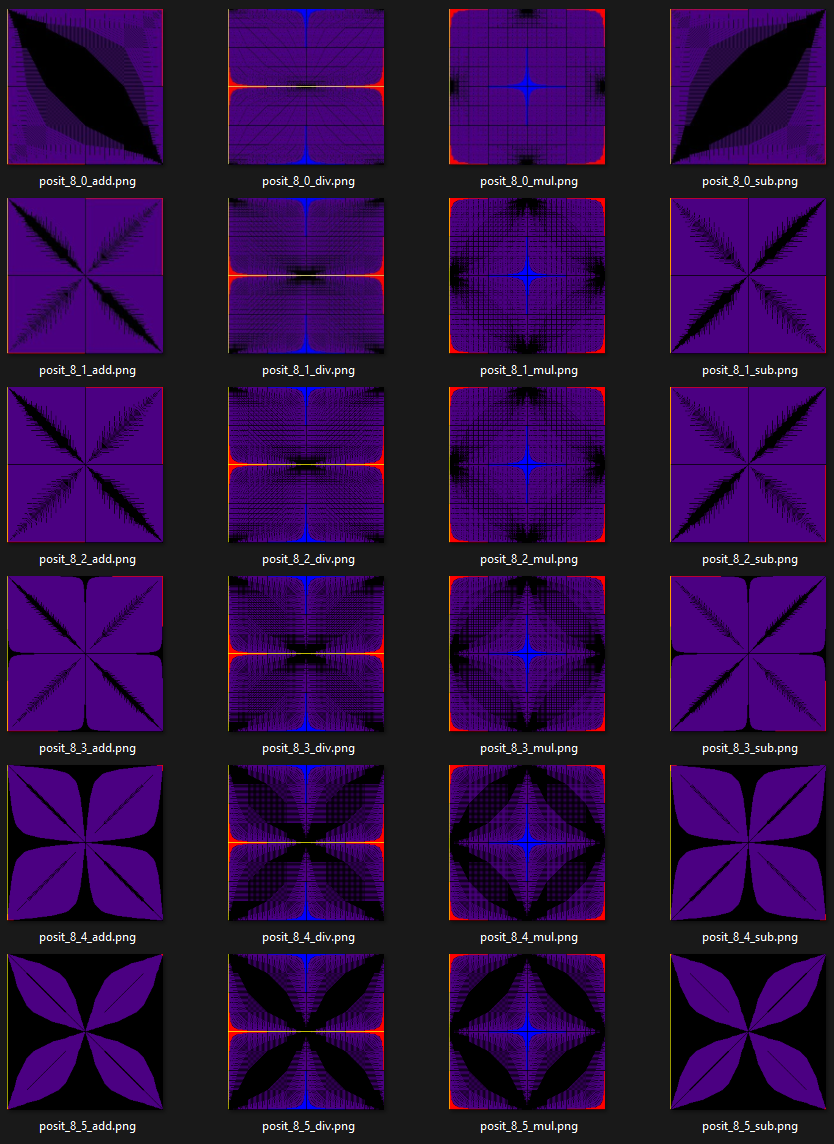 posit_8_0_add.png posit_8_0_div.png posit_8_0_mul.png posit_8_0_sub.png
posit_8_1_add.png posit_8_1_div.png posit_8_1_mul.png posit_8_1_sub.png
posit_8_2_add.png posit_8_2_div.png posit_8_2_mul.png posit_8_2_sub.png
posit_8_3_add.png posit_8_3_div.png posit_8_3_mul.png posit_8_3_sub.png
posit_8_4_add.png posit_8_4_div.png posit_8_4_mul.png posit_8_4_sub.png
posit_8_5_add.png posit_8_5_div.png posit_8_5_mul.png posit_8_5_sub.png